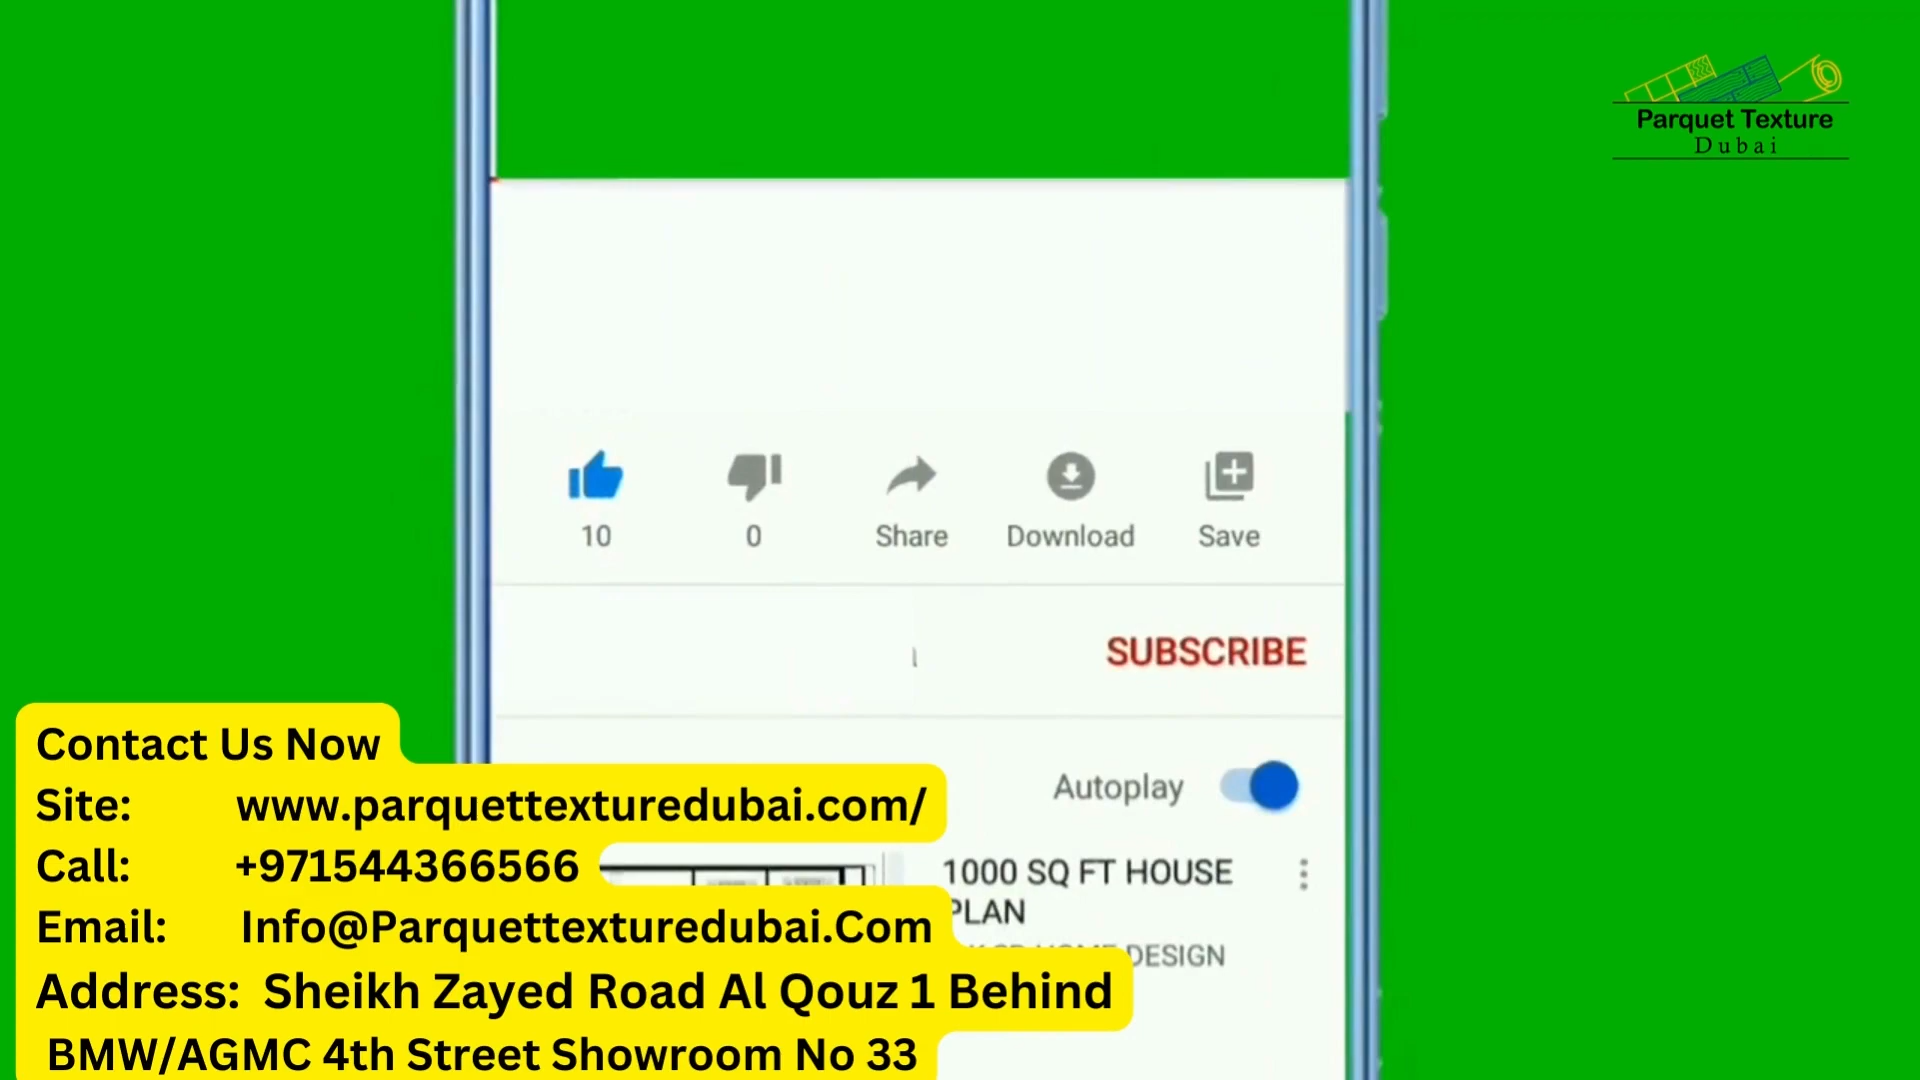 Parquet Texture
Dubai
10
0
Share
Download
Save
SUBSCRIBE
Autoplay
1000 SQ FT HOUSE
PLAN
HOME DESIGN
Contact Us Now
Site: www.parquettexturedubai.com/
Call: +971544366566
Email: Info@Parquettexturedubai.Com
Address: Sheikh Zayed Road Al Qouz 1 Behind
BMW/AGMC 4th Street Showroom No 33